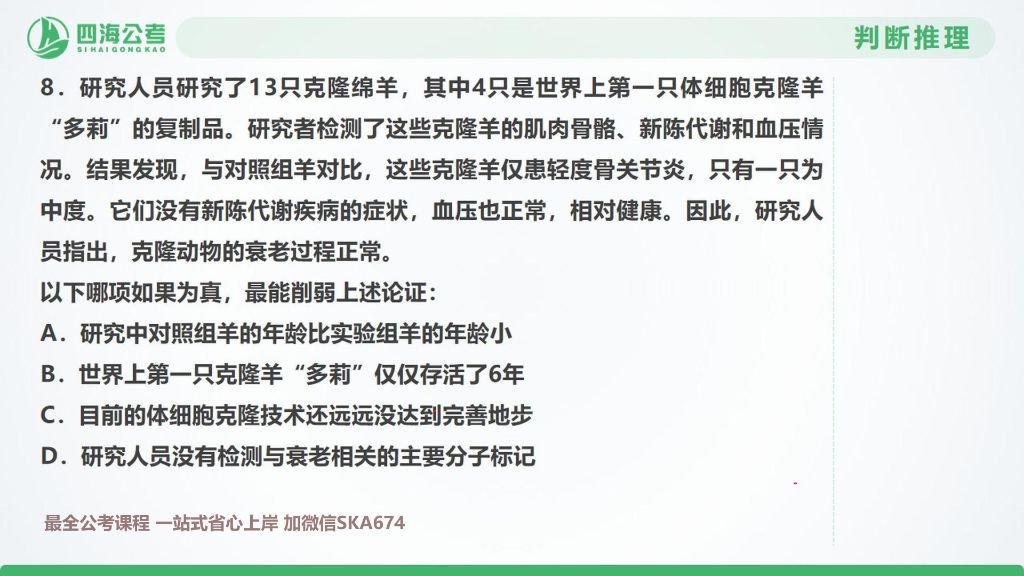 四海公考
SIHAIGONGKAO
判断推理
8．研究人员研究了13只克隆绵羊，其中4只是世界上第一只体细胞克隆羊
“多莉”的复制品。研究者检测了这些克隆羊的肌肉骨骼、新陈代谢和血压情
况。结果发现，与对照组羊对比，这些克隆羊仅患轻度骨关节炎，只有一只为
中度。它们没有新陈代谢疾病的症状，血压也正常，相对健康。因此，研究人
员指出，克隆动物的衰老过程正常。
以下哪项如果为真，最能削弱上述论证：
A．研究中对照组羊的年龄比实验组羊的年龄小
B．世界上第一只克隆羊“多莉”仅仅存活了6年
C．目前的体细胞克隆技术还远远没达到完善地步
D．研究人员没有检测与衰老相关的主要分子标记
最全公考课程 一站式省心上岸 加微信SKA674